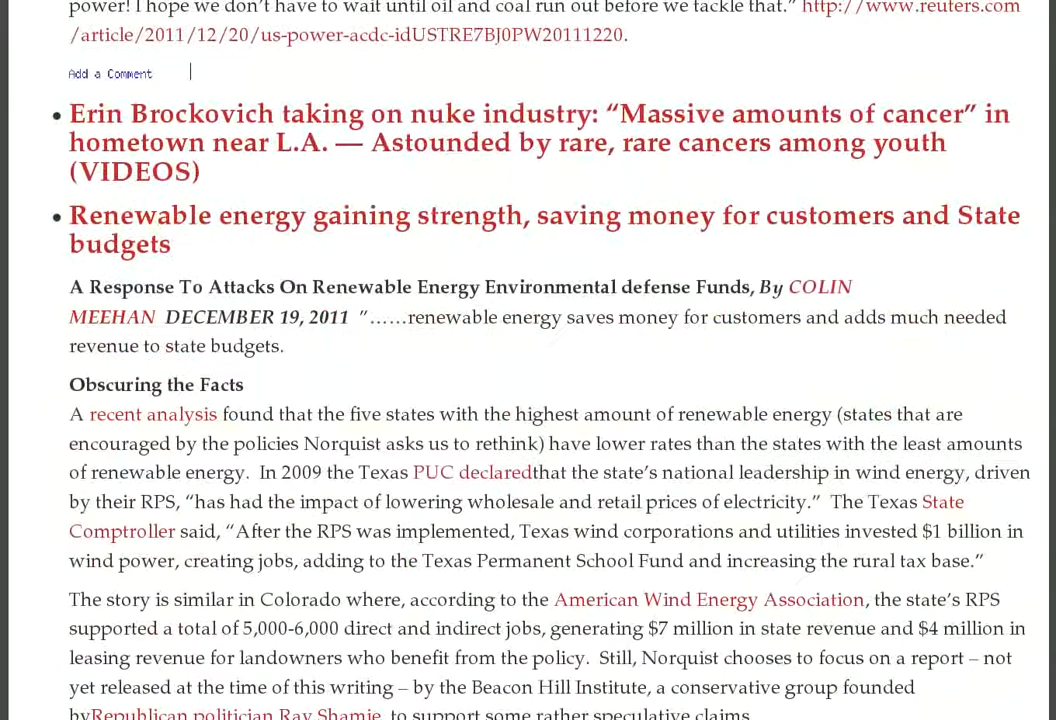 power! I hope we don't have to wait until oil and coal run out before we tackle that.” http://www.reuters.com
/article/2011/12/20/us-power-acdc-idUSTRE7BJ0PW20111220.
Add a Comment
• Erin Brockovich taking on nuke industry: “Massive amounts of cancer” in
hometown near L.A. — Astounded by rare, rare cancers among youth
(VIDEOS)
• Renewable energy gaining strength, saving money for customers and State
budgets
A Response To Attacks On Renewable Energy Environmental defense Funds, By COLIN
MEEHAN DECEMBER 19, 2011 “……renewable energy saves money for customers and adds much needed
revenue to state budgets.
Obscuring the Facts
A recent analysis found that the five states with the highest amount of renewable energy (states that are
encouraged by the policies Norquist asks us to rethink) have lower rates than the states with the least amounts
of renewable energy.  In 2009 the Texas PUC declaredthat the state's national leadership in wind energy, driven
by their RPS, “has had the impact of lowering wholesale and retail prices of electricity.”  The Texas State
Comptroller said, “After the RPS was implemented, Texas wind corporations and utilities invested $1 billion in
wind power, creating jobs, adding to the Texas Permanent School Fund and increasing the rural tax base.”
The story is similar in Colorado where, according to the American Wind Energy Association, the state's RPS
supported a total of 5,000-6,000 direct and indirect jobs, generating $7 million in state revenue and $4 million in
leasing revenue for landowners who benefit from the policy.  Still, Norquist chooses to focus on a report – not
yet released at the time of this writing – by the Beacon Hill Institute, a conservative group founded
byRepublican politician Ray Shamie, to support some rather speculative claims.